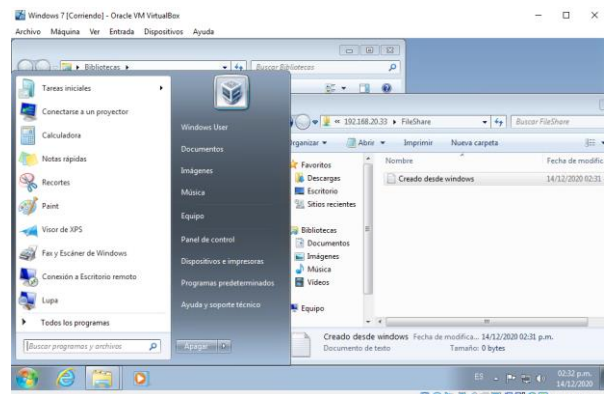 Windows 7 [Corriendo] - Oracle VM VirtualBox
Archivo Máquina Ver Entrada Dispositivos Ayuda
Bibliotecas
Buscar Bibliotecas
Tareas iniciales
Conectarse a un proyector
Calculadora
Notas rápidas
Recortes
Paint
Visor de XPS
Fax y Escáner de Windows
Conexión a Escritorio remoto
Lupa
Todos los programas
Buscar programas y archivos
Windows User
Documentos
Imágenes
Música
Equipo
Panel de control
Dispositivos e impresoras
Programas predeterminados
Ayuda y soporte técnico
Apagar
« 192.168.20.33 FileShare
Buscar FileShare
Organizar Abrir Imprimir Nueva carpeta
Favoritos
Descargas
Escritorio
Sitios recientes
Bibliotecas
Documentos
Imágenes
Música
Vídeos
Equipo
Nombre Fecha de modific
Creado desde windows 14/12/2020 02:31
Creado desde windows Fecha de modifica... 14/12/2020 02:31 p.m.
Documento de texto Tamaño: 0 bytes
ES
02:32 p.m.
14/12/2020